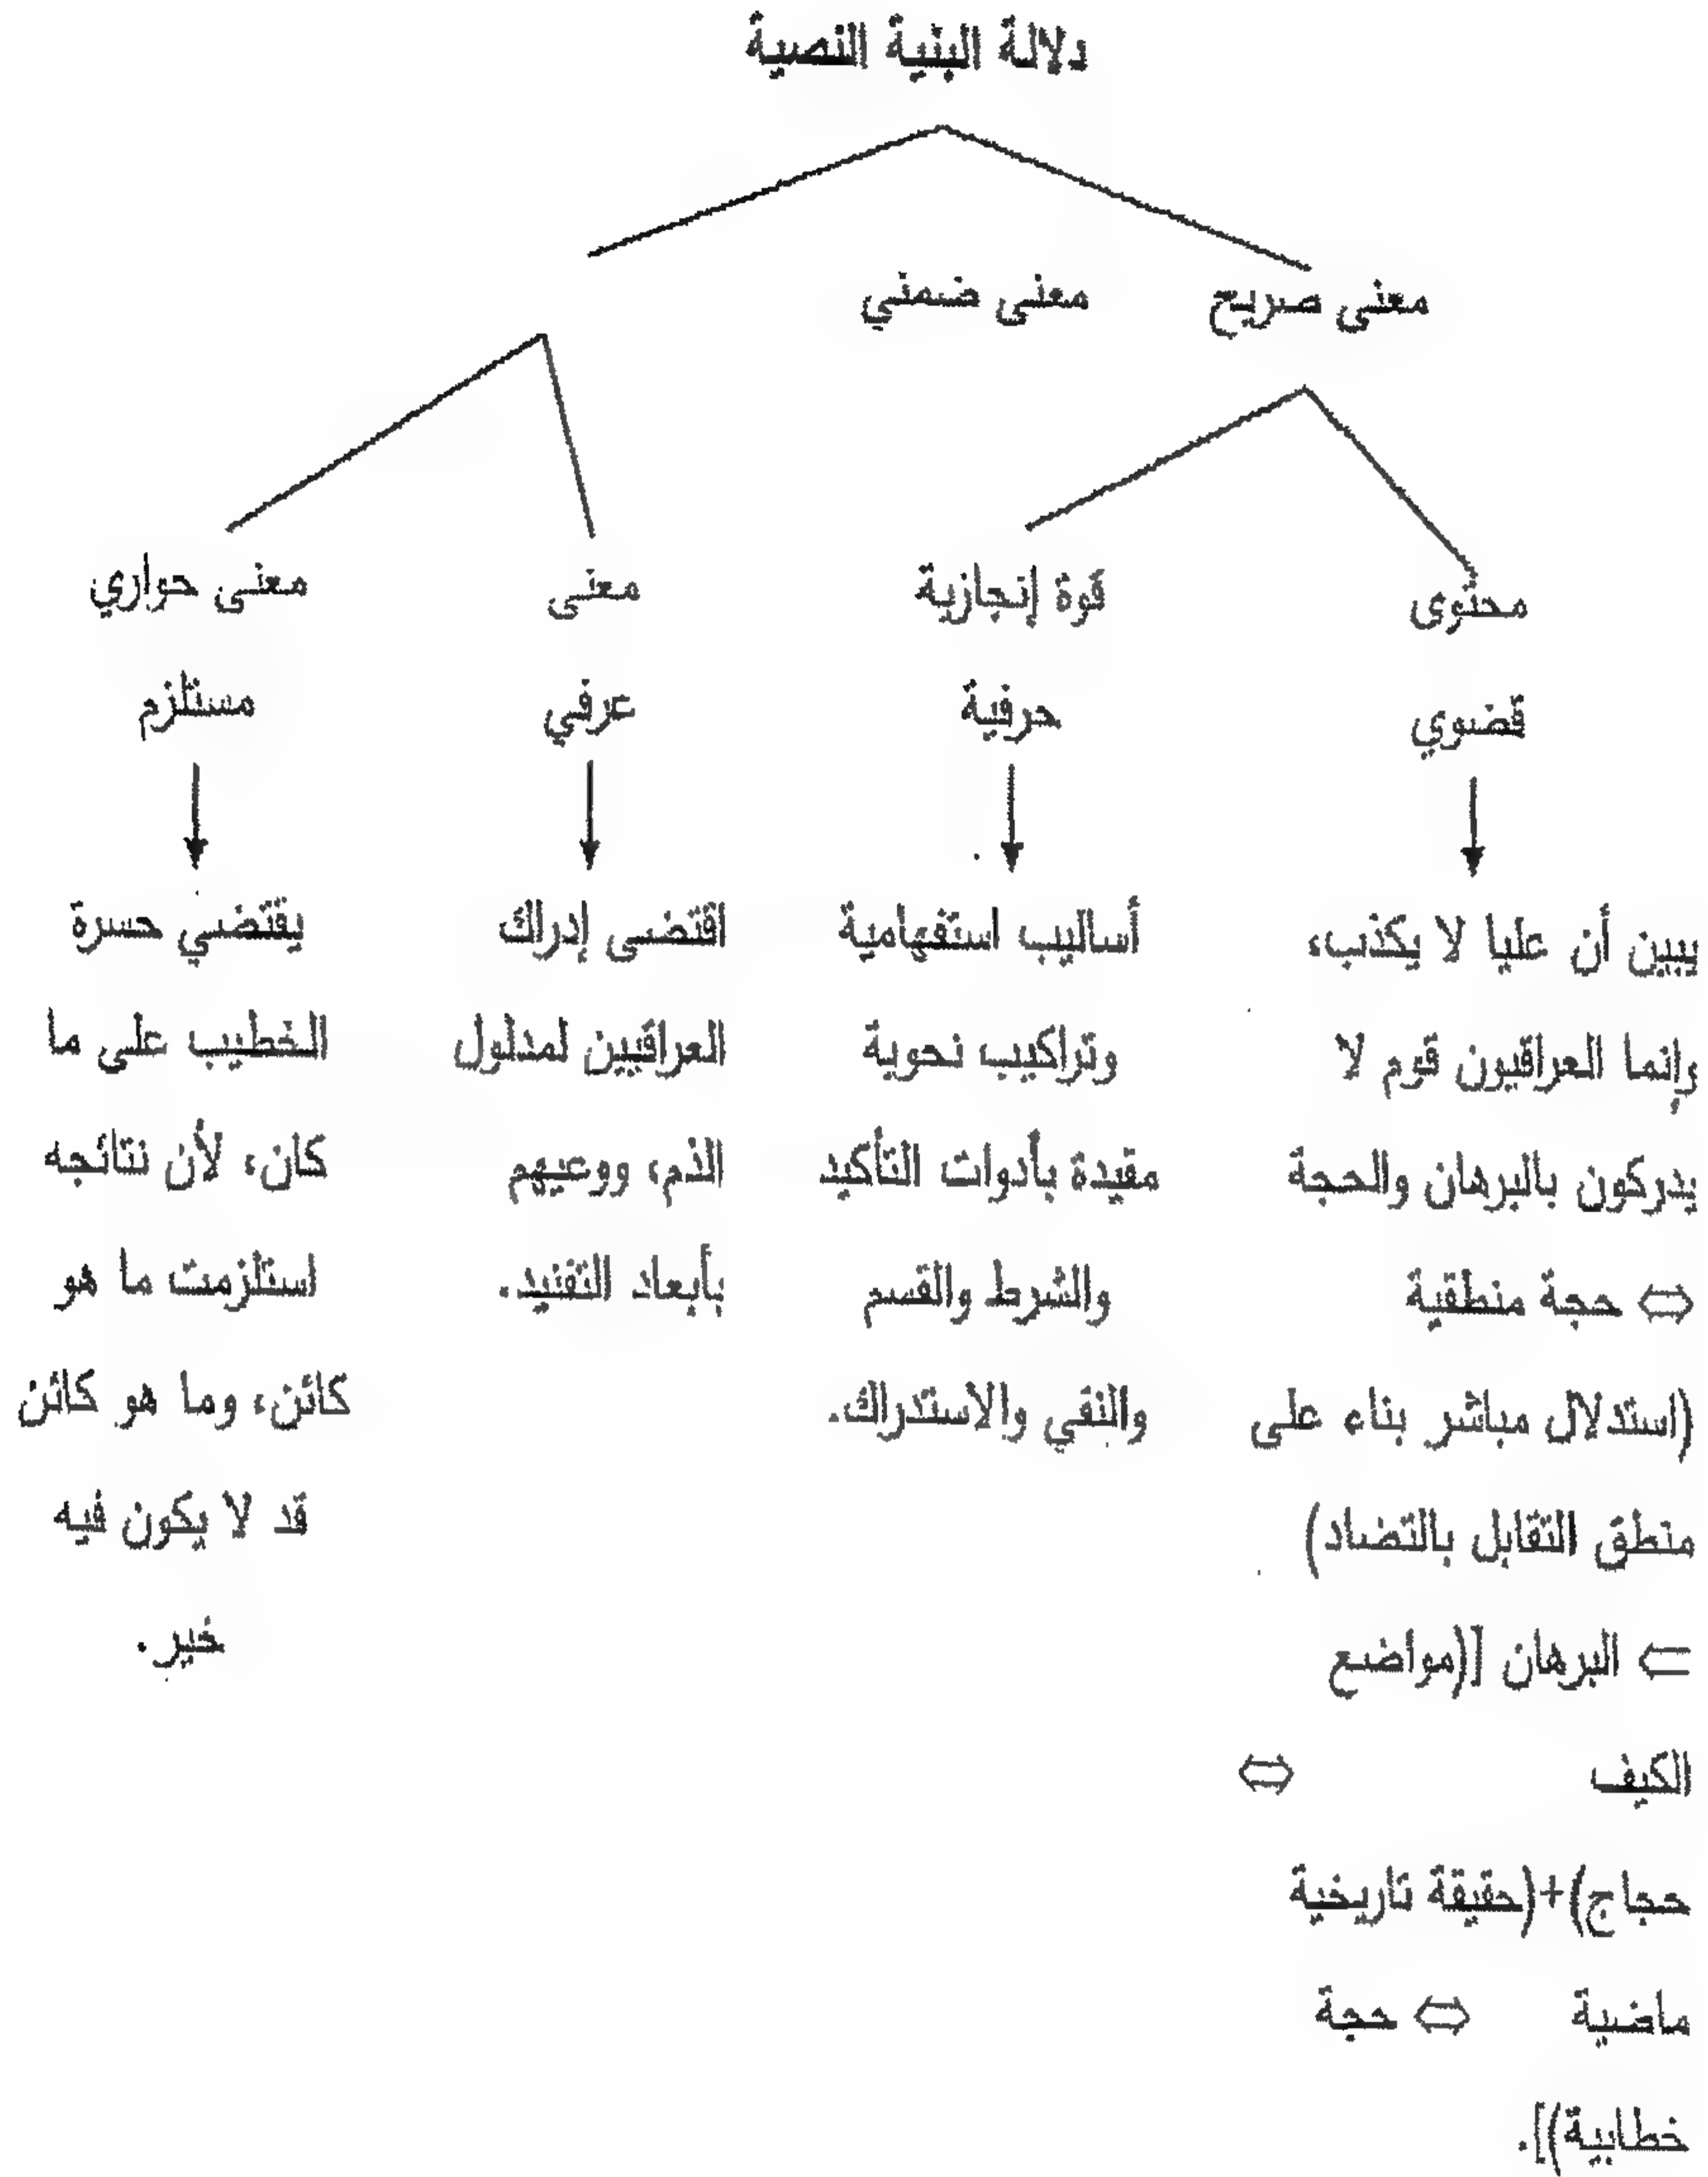 دلالة البنية النصية
معنى صريح
معنى ضمني
محتوى
قضوي
يبين أن عليا لا يكذب،
وإنما العراقيون قوم لا
يدركون بالبرهان والحجة
⇔ حجة منطقية
(استدلال مباشر بناء على
منطق التقابل بالتضاد)
⊂ البرهان [(مواضع
الكيف ⇔
حجاج)+(حقيقة تاريخية
ماضية ⇔ حجة
خطابية)].
قوة إنجازية
حرفية
أساليب استفهامية
وتراكيب نحوية
مقيدة بأدوات التأكيد
والشرط والقسم
والنفي والاستدراك.
معنى
عرفي
اقتضى إدراك
العراقيين لمدلول
الذم، ووعيهم
بأبعاد التفنيد.
معنى حواري
مستلزم
يقتضي حسرة
الخطيب على ما
كان، لأن نتائجه
استلزمت ما هو
كائن، وما هو كائن
قد لا يكون فيه
خير.